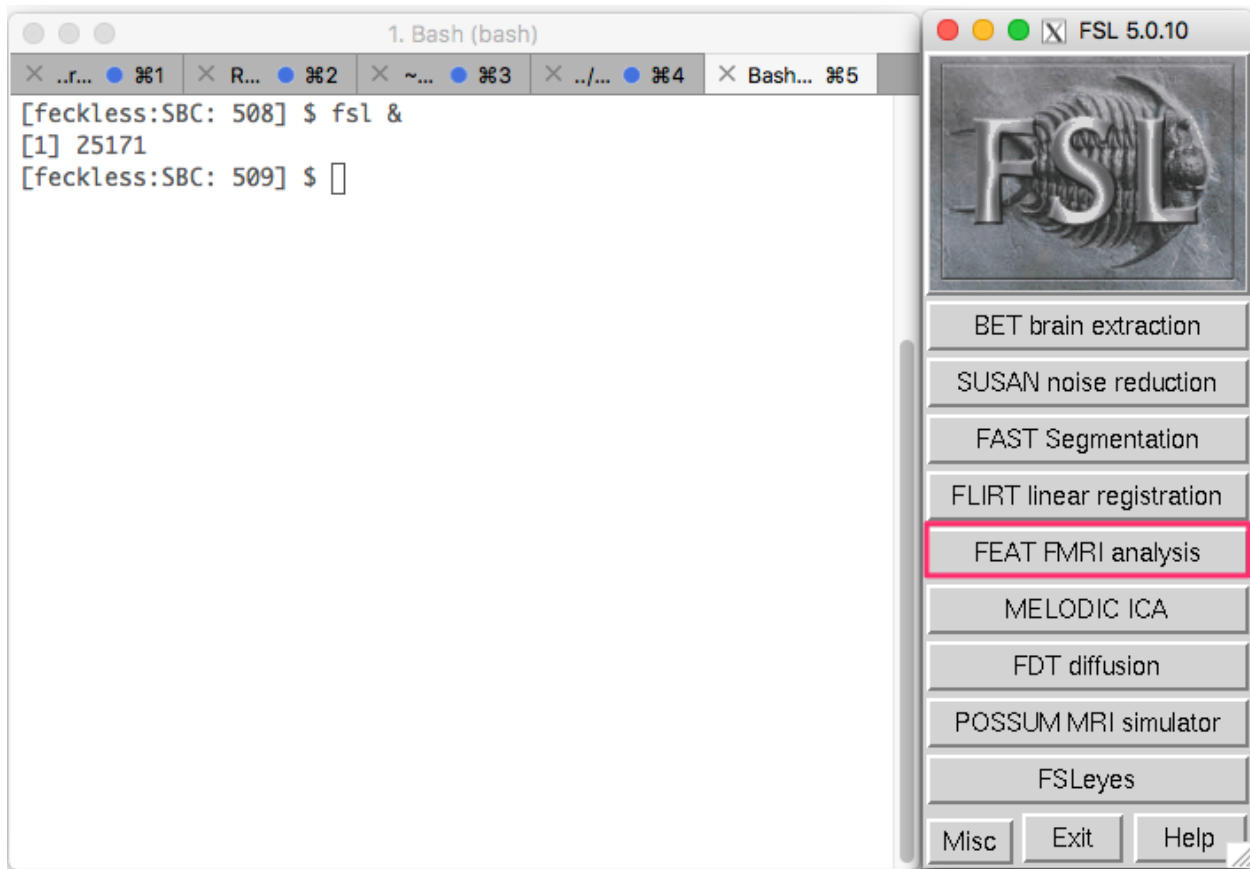 1. Bash (bash)
..r... ⌘1 R... ⌘2 ~... ⌘3 ../... ⌘4 Bash... ⌘5
[feckless:SBC: 508] $ fsl &
[1] 25171
[feckless:SBC: 509] $
X FSL 5.0.10
FSL
BET brain extraction
SUSAN noise reduction
FAST Segmentation
FLIRT linear registration
FEAT FMRI analysis
MELODIC ICA
FDT diffusion
POSSUM MRI simulator
FSLeyes
Misc Exit Help